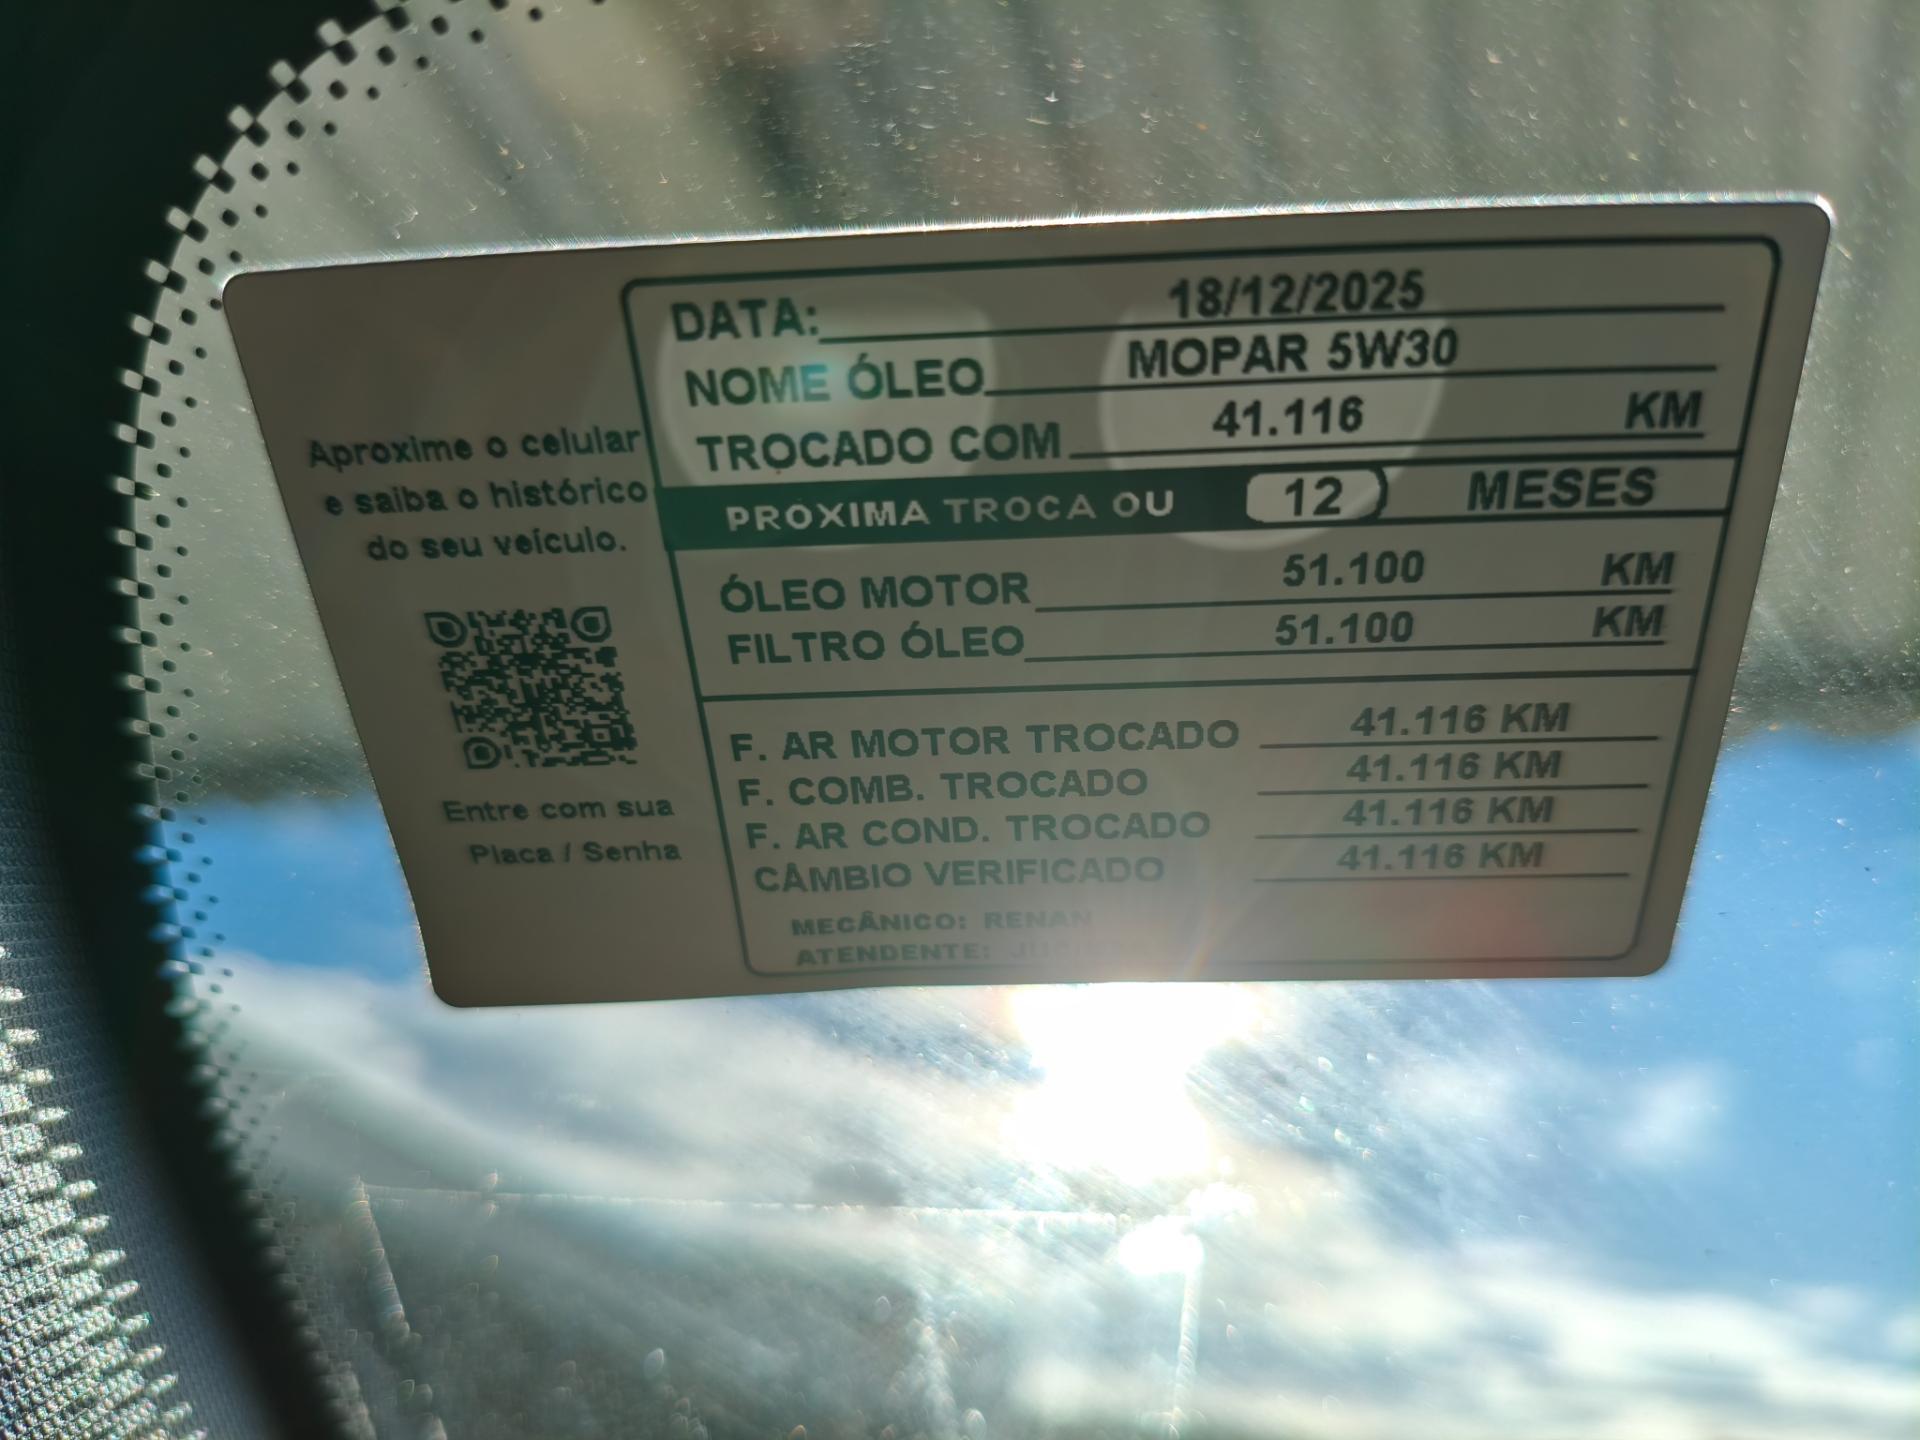 Aproxime o celular
e saiba o histórico
do seu veículo.
Entre com sua
Placa / Senha
DATA: 18/12/2025
NOME ÓLEO MOPAR 5W30
TROCADO COM 41.116 KM
PRÓXIMA TROCA OU 12 MESES
ÓLEO MOTOR 51.100 KM
FILTRO ÓLEO 51.100 KM
F. AR MOTOR TROCADO 41.116 KM
F. COMB. TROCADO 41.116 KM
F. AR COND. TROCADO 41.116 KM
CÂMBIO VERIFICADO 41.116 KM
MECÂNICO: RENAN
ATENDENTE: